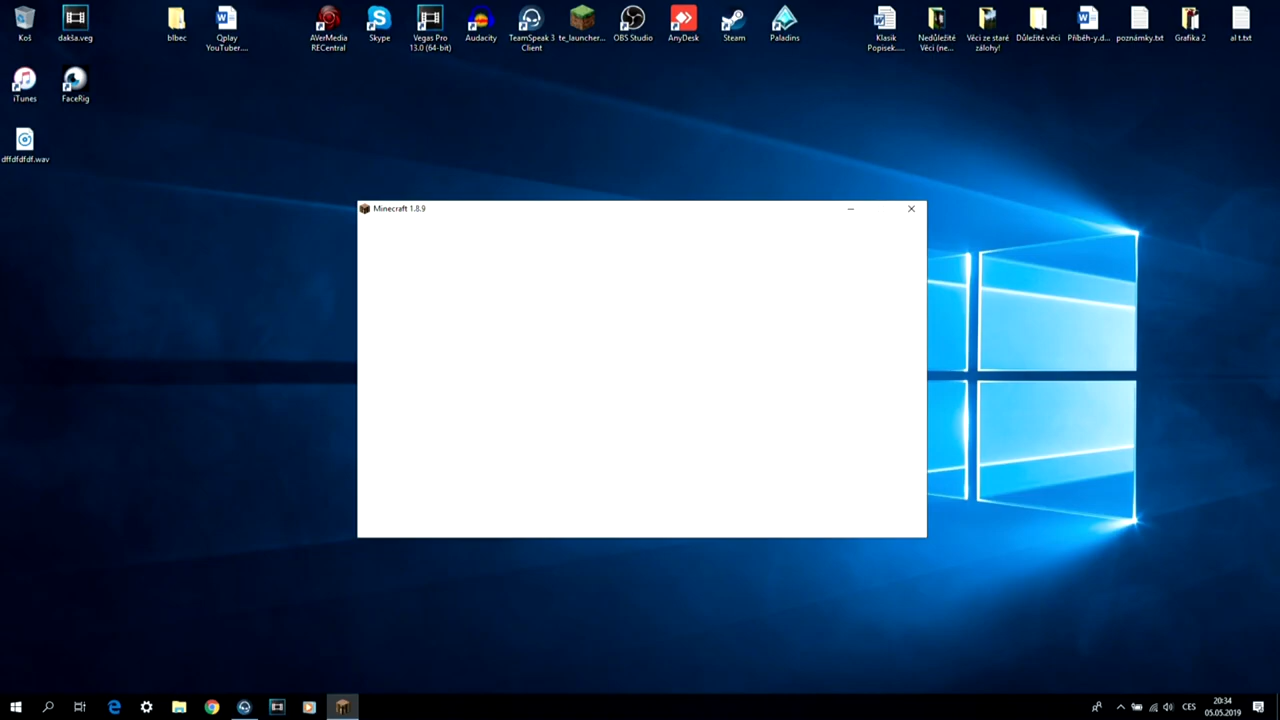 Koš
dakša.veg
blbec
Qplay
YouTuber....
AVerMedia
RECentral
Skype
Vegas Pro
13.0 (64-bit)
Audacity
TeamSpeak 3
Client
te_launcher...
OBS Studio
AnyDesk
Steam
Paladins
Klasik
Popisek.....
Nedůležité
Věci (ne...
Věci ze staré
zálohy!
Důležité věci
Příběh-y.d...
poznámky.txt
Grafika 2
al t.txt
iTunes
FaceRig
dffdfdfdf.wav
Minecraft 1.8.9
CES
20:34
05.05.2019